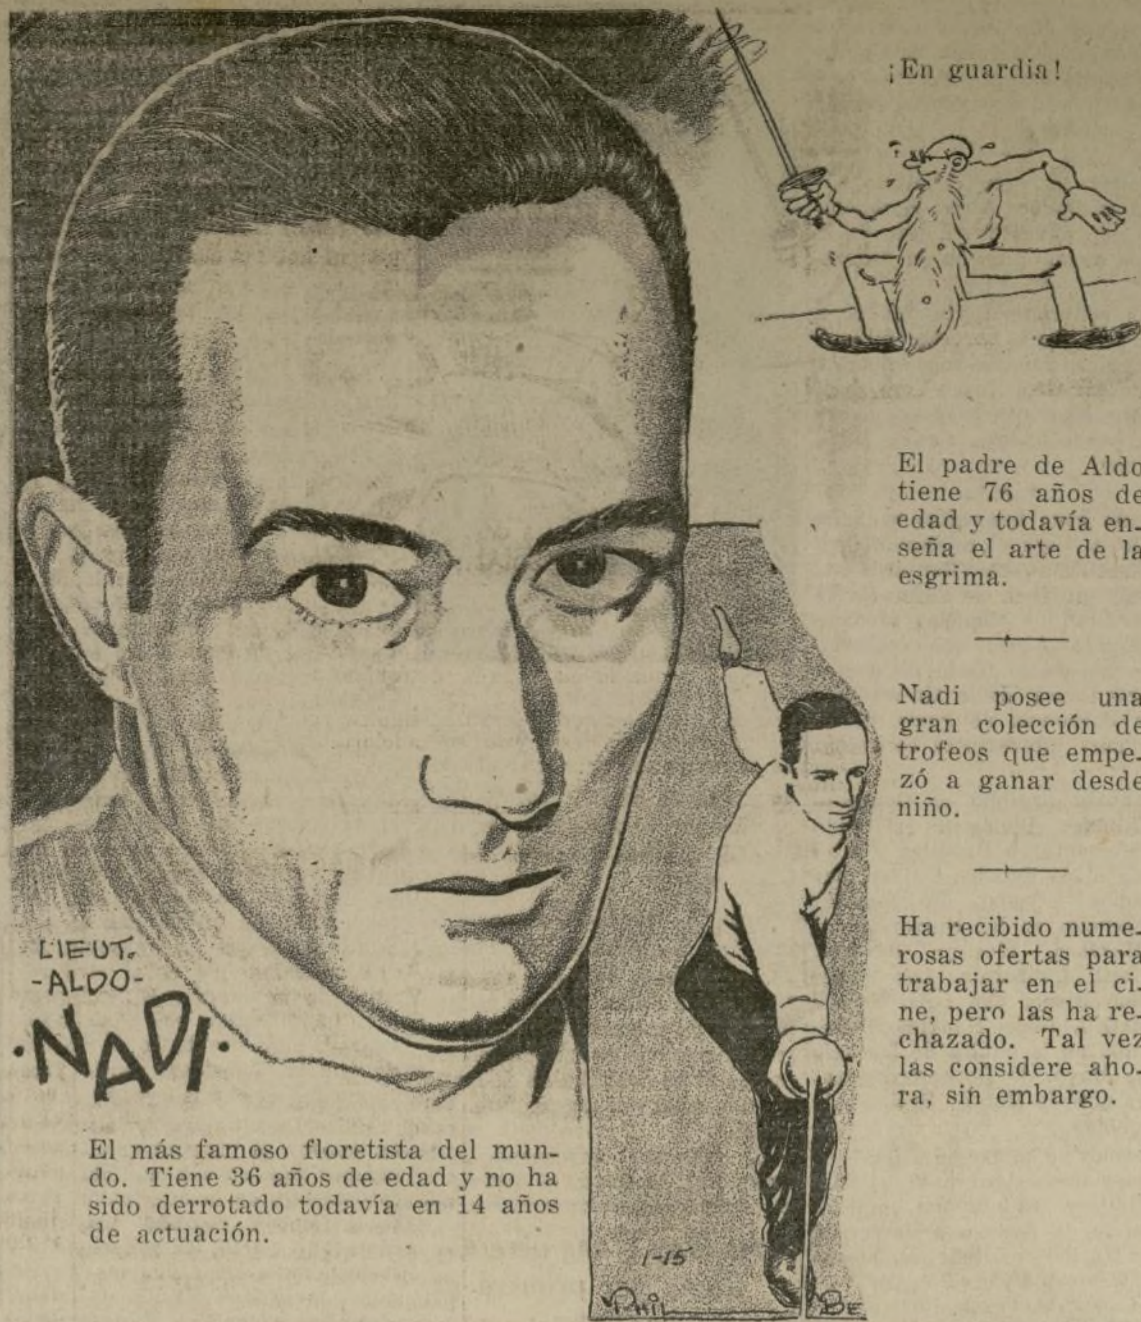 ¡En guardia!
El padre de Aldo
tiene 76 años de
edad y todavía en-
seña el arte de la
esgrima.
Nadi posee una
gran colección de
trofeos que empe-
zó a ganar desde
niño.
Ha recibido nume-
rosas ofertas para
trabajar en el ci-
ne, pero las ha re-
chazado. Tal vez
las considere aho-
ra, sin embargo.
LIEUT.
-ALDO-
·NADI·
El más famoso floretista del mun-
do. Tiene 36 años de edad y no ha
sido derrotado todavía en 14 años
de actuación.
1-15
PHIL BE